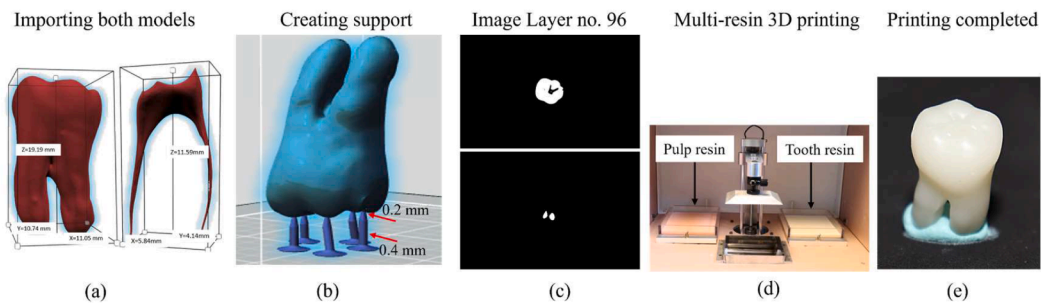 Importing both models
Creating support
Image Layer no. 96
Multi-resin 3D printing
Printing completed
Z=19.19mm
Y=10.74 mm
X=11.05 mm
Z=11.59mm
X=5.84mm
Y=4.14mm
0.2 mm
0.4 mm
Pulp resin
Tooth resin
(a)
(b)
(c)
(d)
(e)